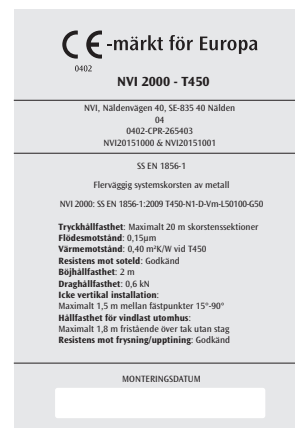 CE-märkt för Europa
0402
NVI 2000 - T450
NVI, Näldenvägen 40, SE-835 40 Nälden
04
0402-CPR-265403
NVI20151000 & NVI20151001
SS EN 1856-1
Flerväggig systemskorsten av metall
NVI 2000: SS EN 1856-1:2009 T450-N1-D-Vm-L50100-G50
Tryckhållfasthet: Maximalt 20 m skorstenssektioner
Flödesmotstånd: 0,15µm
Värmemotstånd: 0,40 m²K/W vid T450
Resistens mot soteld: Godkänd
Böjhållfasthet: 2 m
Draghållfasthet: 0,6 kN
Icke vertikal installation:
Maximalt 1,5 m mellan fästpunkter 15°-90°
Hållfasthet för vindlast utomhus:
Maximalt 1,8 m fristående över tak utan stag
Resistens mot frysning/upptining: Godkänd
MONTERINGSDATUM